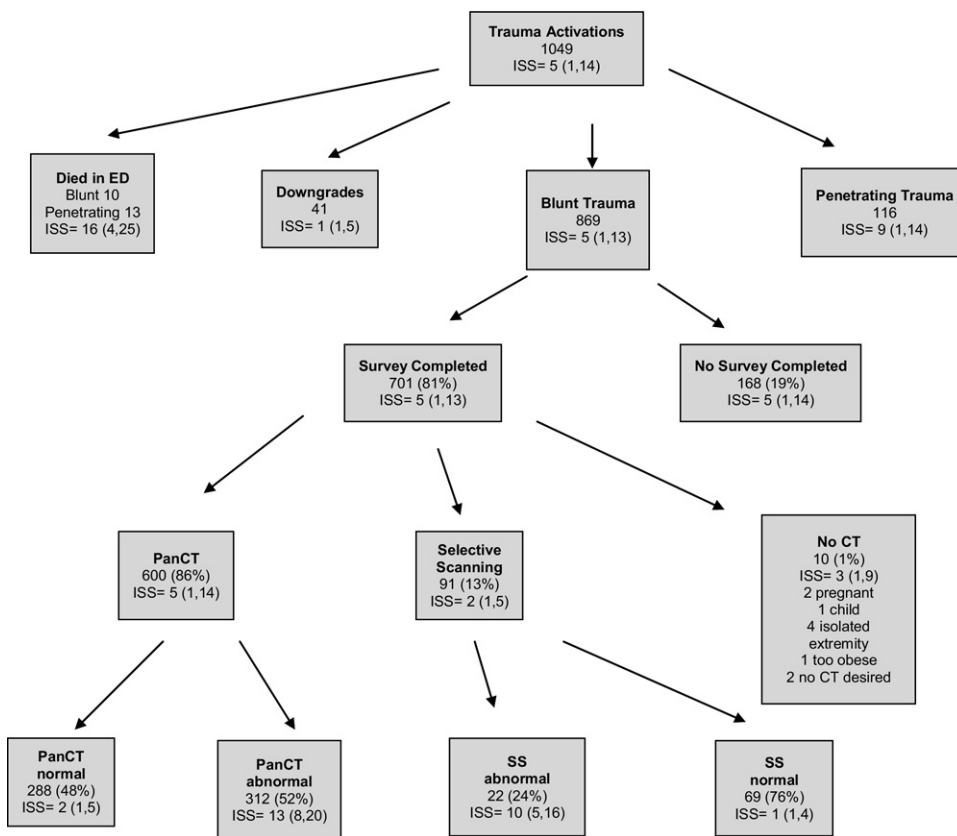 Trauma Activations
1049
ISS= 5 (1,14)
Died in ED
Blunt 10
Penetrating 13
ISS= 16 (4,25)
Downgrades
41
ISS= 1 (1,5)
Blunt Trauma
869
ISS= 5 (1,13)
Penetrating Trauma
116
ISS= 9 (1,14)
Survey Completed
701 (81%)
ISS= 5 (1,13)
No Survey Completed
168 (19%)
ISS= 5 (1,14)
PanCT
600 (86%)
ISS= 5 (1,14)
Selective
Scanning
91 (13%)
ISS= 2 (1,5)
No CT
10 (1%)
ISS= 3 (1,9)
2 pregnant
1 child
4 isolated
extremity
1 too obese
2 no CT desired
PanCT
normal
288 (48%)
ISS= 2 (1,5)
PanCT
abnormal
312 (52%)
ISS= 13 (8,20)
SS
abnormal
22 (24%)
ISS= 10 (5,16)
SS
normal
69 (76%)
ISS= 1 (1,4)